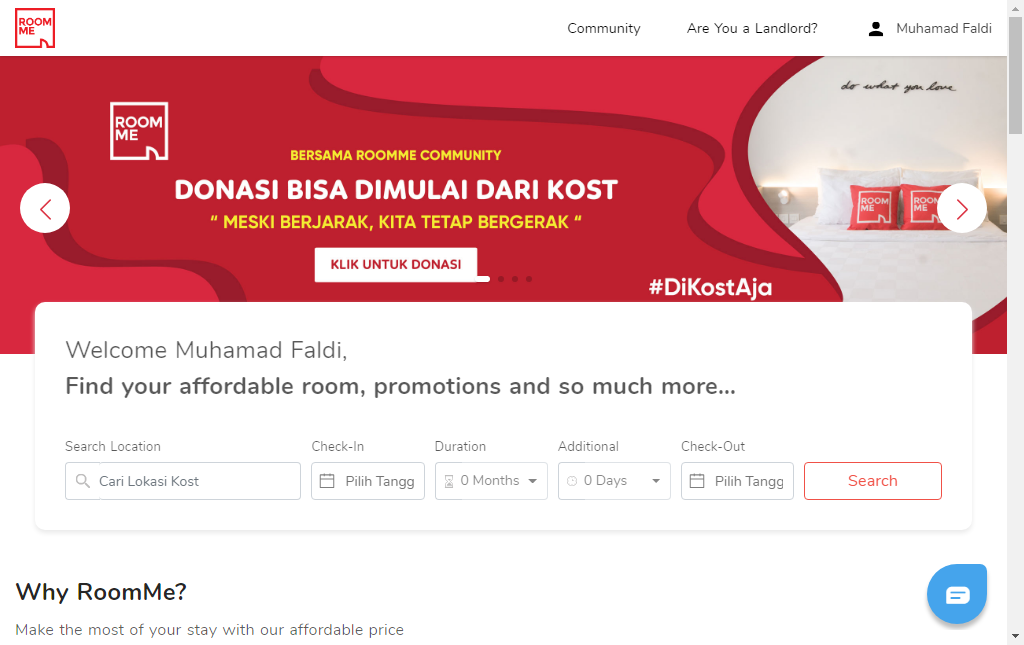 ROOM
ME
Community
Are You a Landlord?
Muhamad Faldi
do what you love
ROOM
ME
BERSAMA ROOMME COMMUNITY
DONASI BISA DIMULAI DARI KOST
“ MESKI BERJARAK, KITA TETAP BERGERAK “
KLIK UNTUK DONASI
ROOM
ME
ROOM
ME
#DiKostAja
Welcome Muhamad Faldi,
Find your affordable room, promotions and so much more...
Search Location
Check-In
Duration
Additional
Check-Out
Cari Lokasi Kost
Pilih Tangg
0 Months
0 Days
Pilih Tangg
Search
Why RoomMe?
Make the most of your stay with our affordable price